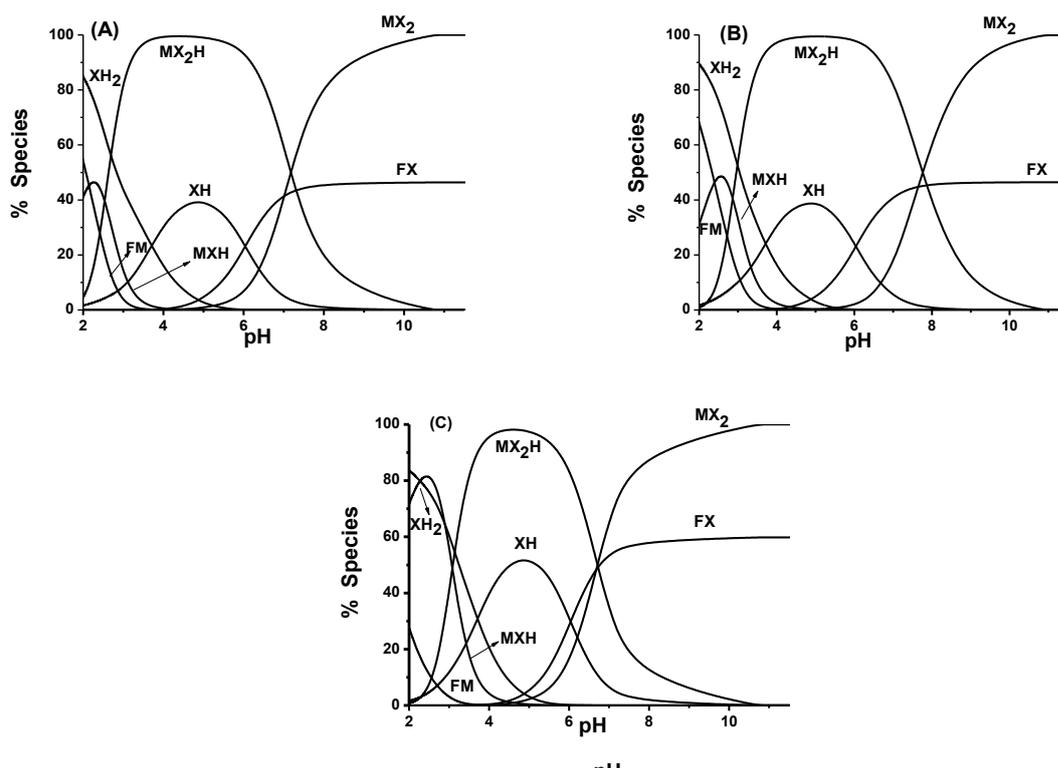 (A)
MX2
100
MX2H
XH2
80
60
% Species
FX
XH
40
FM
MXH
20
0
2 4 6 8 10
pH
(B)
MX2
100
MX2H
XH2
80
60
% Species
MXH
XH
FX
40
FM
20
0
2 4 6 8 10
pH
(C)
MX2
100
MX2H
80
XH2
60
% Species
XH
FX
40
MXH
20
FM
0
2 4 6 8 10
pH
pH